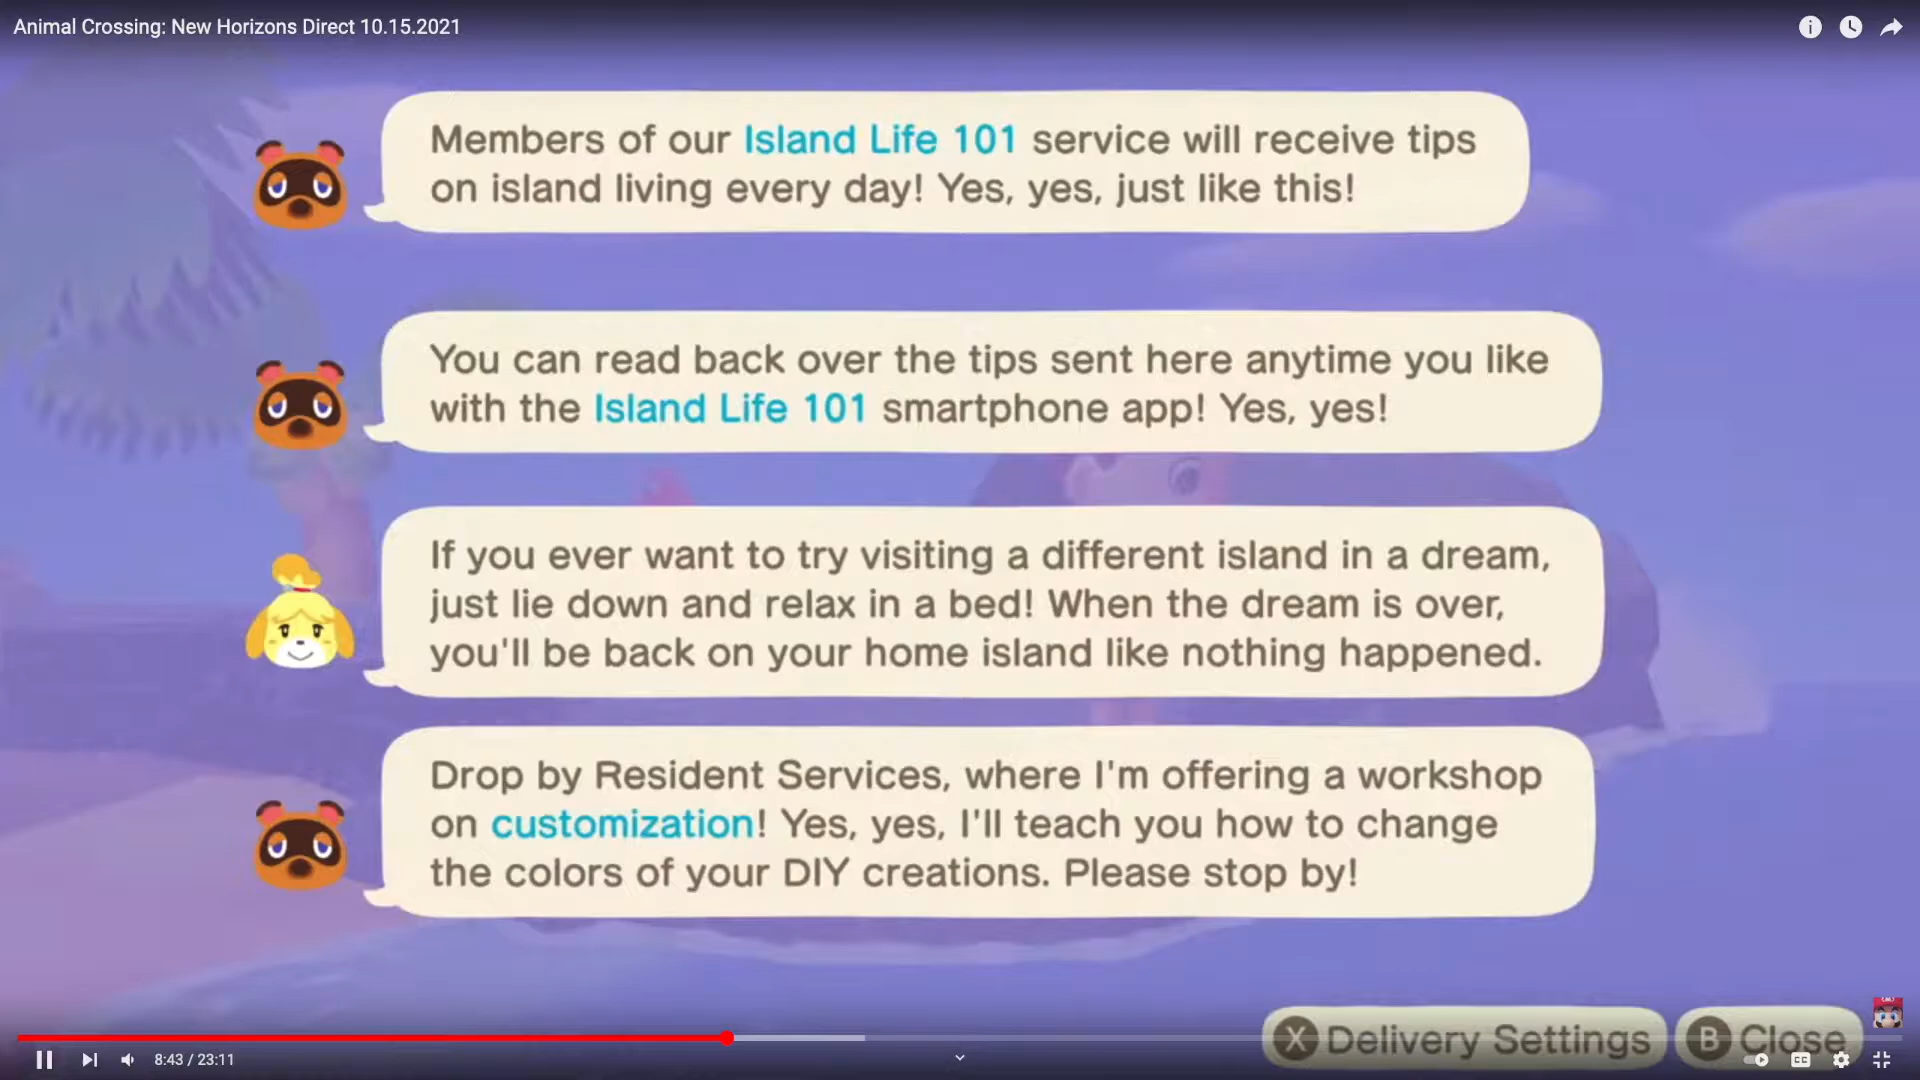 Animal Crossing: New Horizons Direct 10.15.2021
Members of our Island Life 101 service will receive tips
on island living every day! Yes, yes, just like this!
You can read back over the tips sent here anytime you like
with the Island Life 101 smartphone app! Yes, yes!
If you ever want to try visiting a different island in a dream,
just lie down and relax in a bed! When the dream is over,
you'll be back on your home island like nothing happened.
Drop by Resident Services, where I'm offering a workshop
on customization! Yes, yes, I'll teach you how to change
the colors of your DIY creations. Please stop by!
X Delivery Settings B Close
8:43 / 23:11 CC